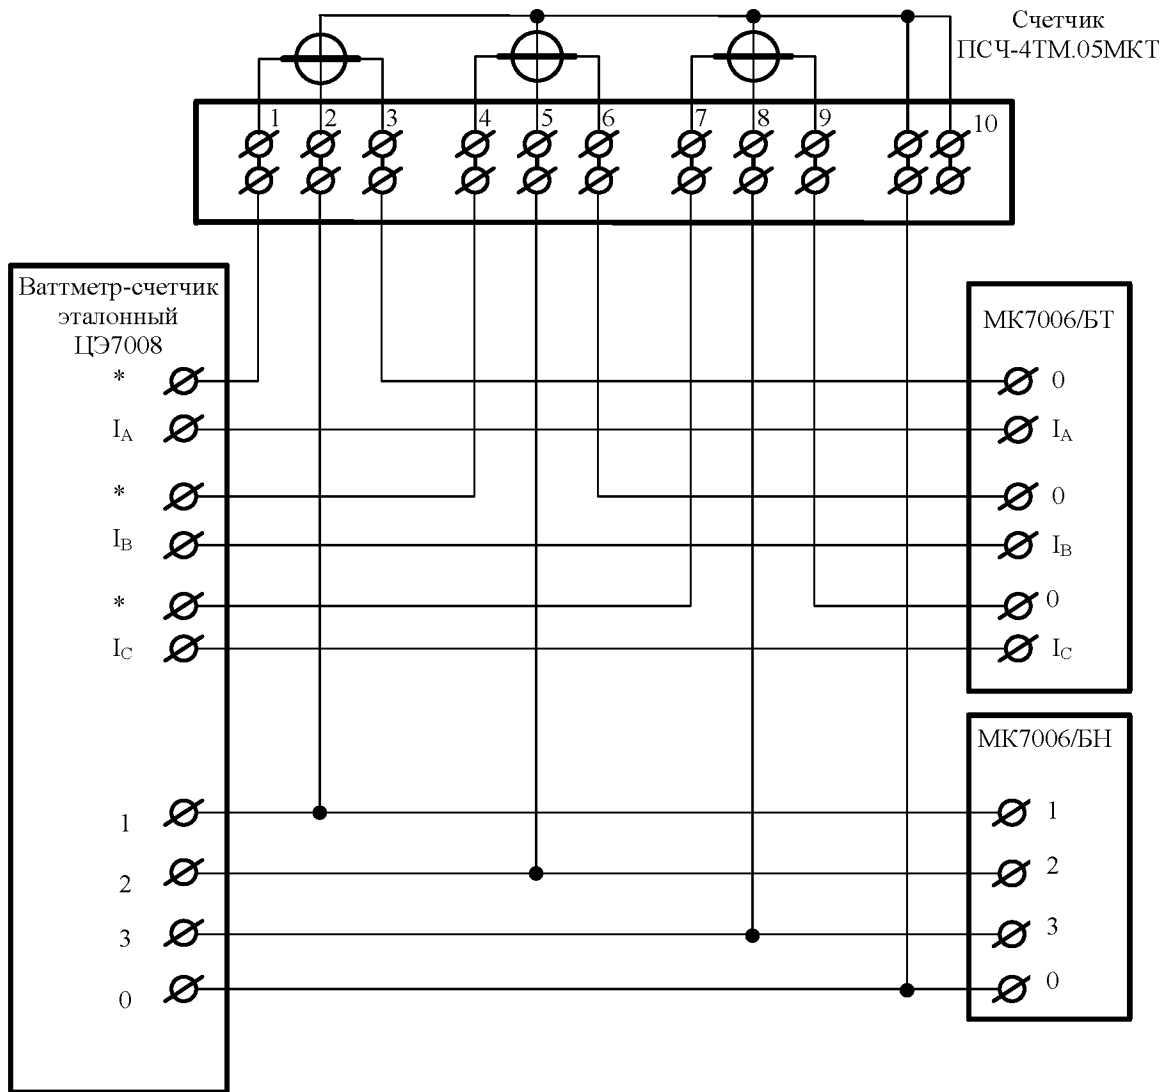 Счетчик
ПСЧ-4ТМ.05МКТ
1 2 3 4 5 6 7 8 9 10
Ваттметр-счетчик
эталонный
ЦЭ7008
*
IA
*
IB
*
IC
1
2
3
0
МК7006/БТ
0
IA
0
IB
0
IC
МК7006/БН
1
2
3
0